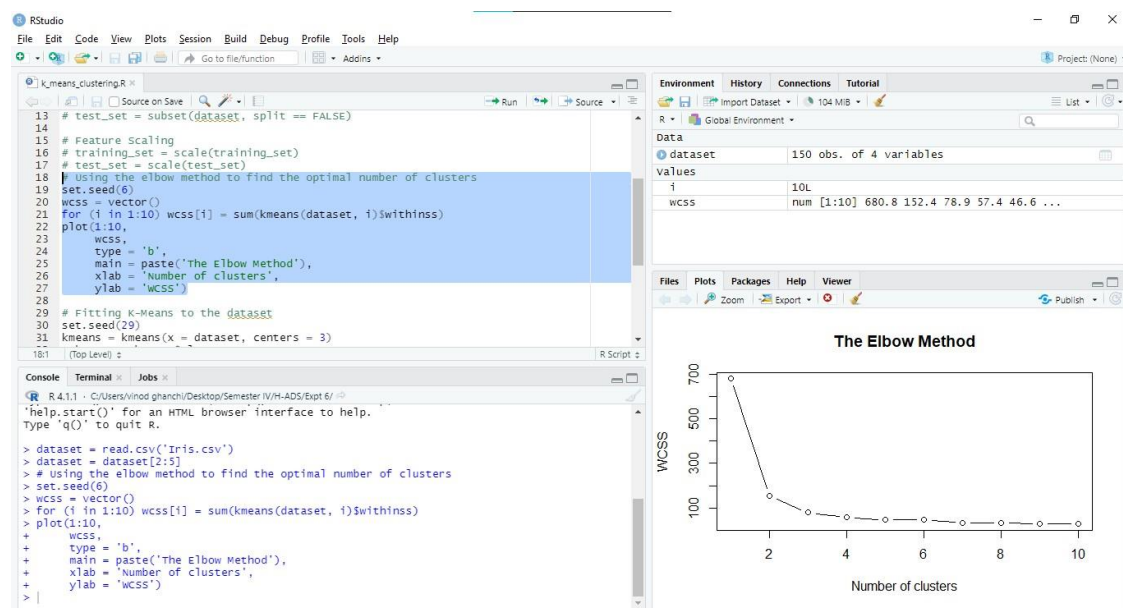 RStudio
File Edit Code View Plots Session Build Debug Profile Tools Help
Go to file/function Addins Project: (None)
k_means_clustering.R
Source on Save Run Source
13 # test_set = subset(dataset, split == FALSE)
14
15 # Feature Scaling
16 # training_set = scale(training_set)
17 # test_set = scale(test_set)
18 # Using the elbow method to find the optimal number of clusters
19 set.seed(6)
20 wcss = vector()
21 for (i in 1:10) wcss[i] = sum(kmeans(dataset, i)$withinss)
22 plot(1:10,
23 wcss,
24 type = 'b',
25 main = paste('The Elbow Method'),
26 xlab = 'Number of clusters',
27 ylab = 'WCSS')
28
29 # Fitting K-Means to the dataset
30 set.seed(29)
31 kmeans = kmeans(x = dataset, centers = 3)
18:1 (Top Level) R Script
Console Terminal Jobs
R 4.1.1 · C:/Users/vinod ghanchi/Desktop/Semester IV/H-ADS/Expt 6/
'help.start()' for an HTML browser interface to help.
Type 'q()' to quit R.
> dataset = read.csv('Iris.csv')
> dataset = dataset[2:5]
> # Using the elbow method to find the optimal number of clusters
> set.seed(6)
> wcss = vector()
> for (i in 1:10) wcss[i] = sum(kmeans(dataset, i)$withinss)
> plot(1:10,
+ wcss,
+ type = 'b',
+ main = paste('The Elbow Method'),
+ xlab = 'Number of clusters',
+ ylab = 'WCSS')
>
Environment History Connections Tutorial
Import Dataset 104 MiB List
R Global Environment
Data
dataset 150 obs. of 4 variables
Values
i 10L
wcss num [1:10] 680.8 152.4 78.9 57.4 46.6 ...
Files Plots Packages Help Viewer
Zoom Export Publish
The Elbow Method
WCSS
700
500
300
100
2 4 6 8 10
Number of clusters